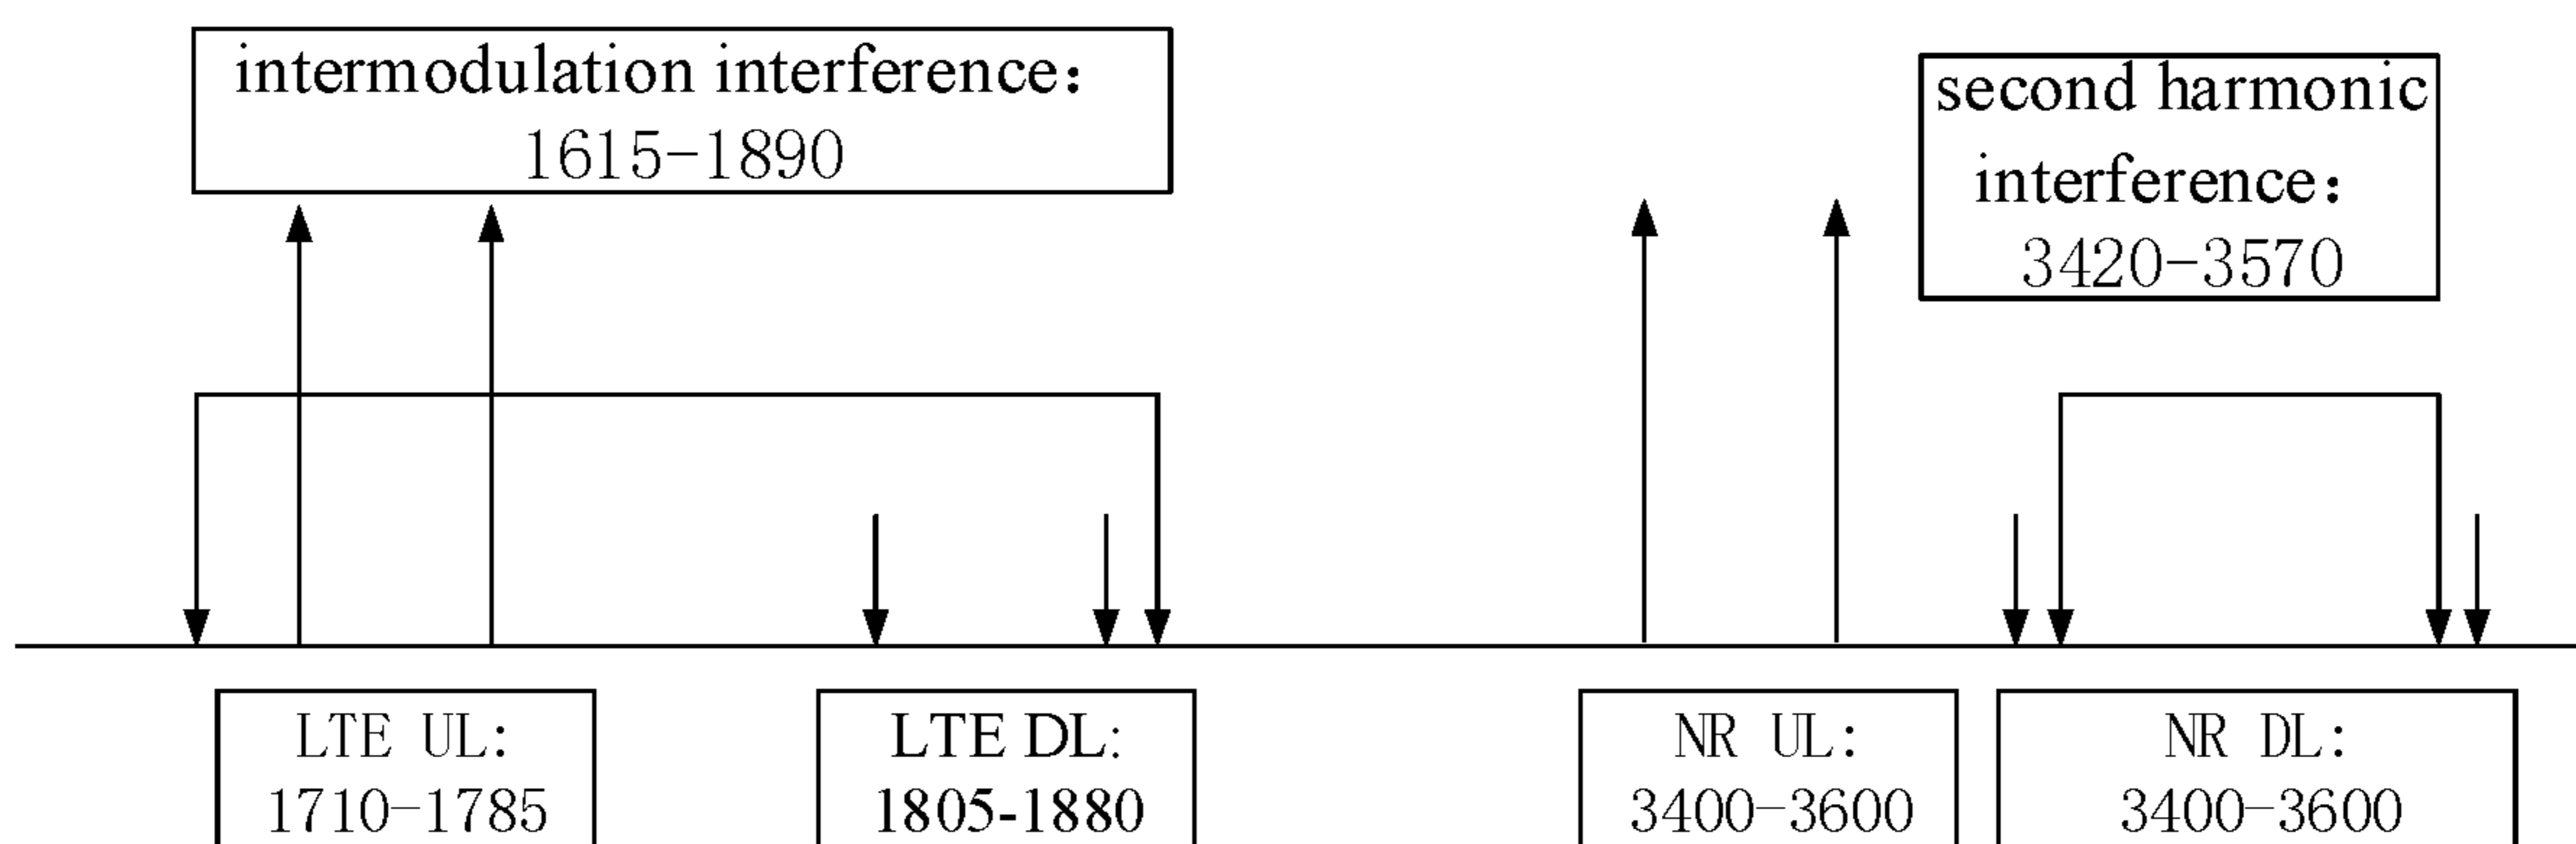 intermodulation interference：
1615-1890
second harmonic
interference：
3420-3570
LTE UL:
1710-1785
LTE DL:
1805-1880
NR UL:
3400-3600
NR DL:
3400-3600